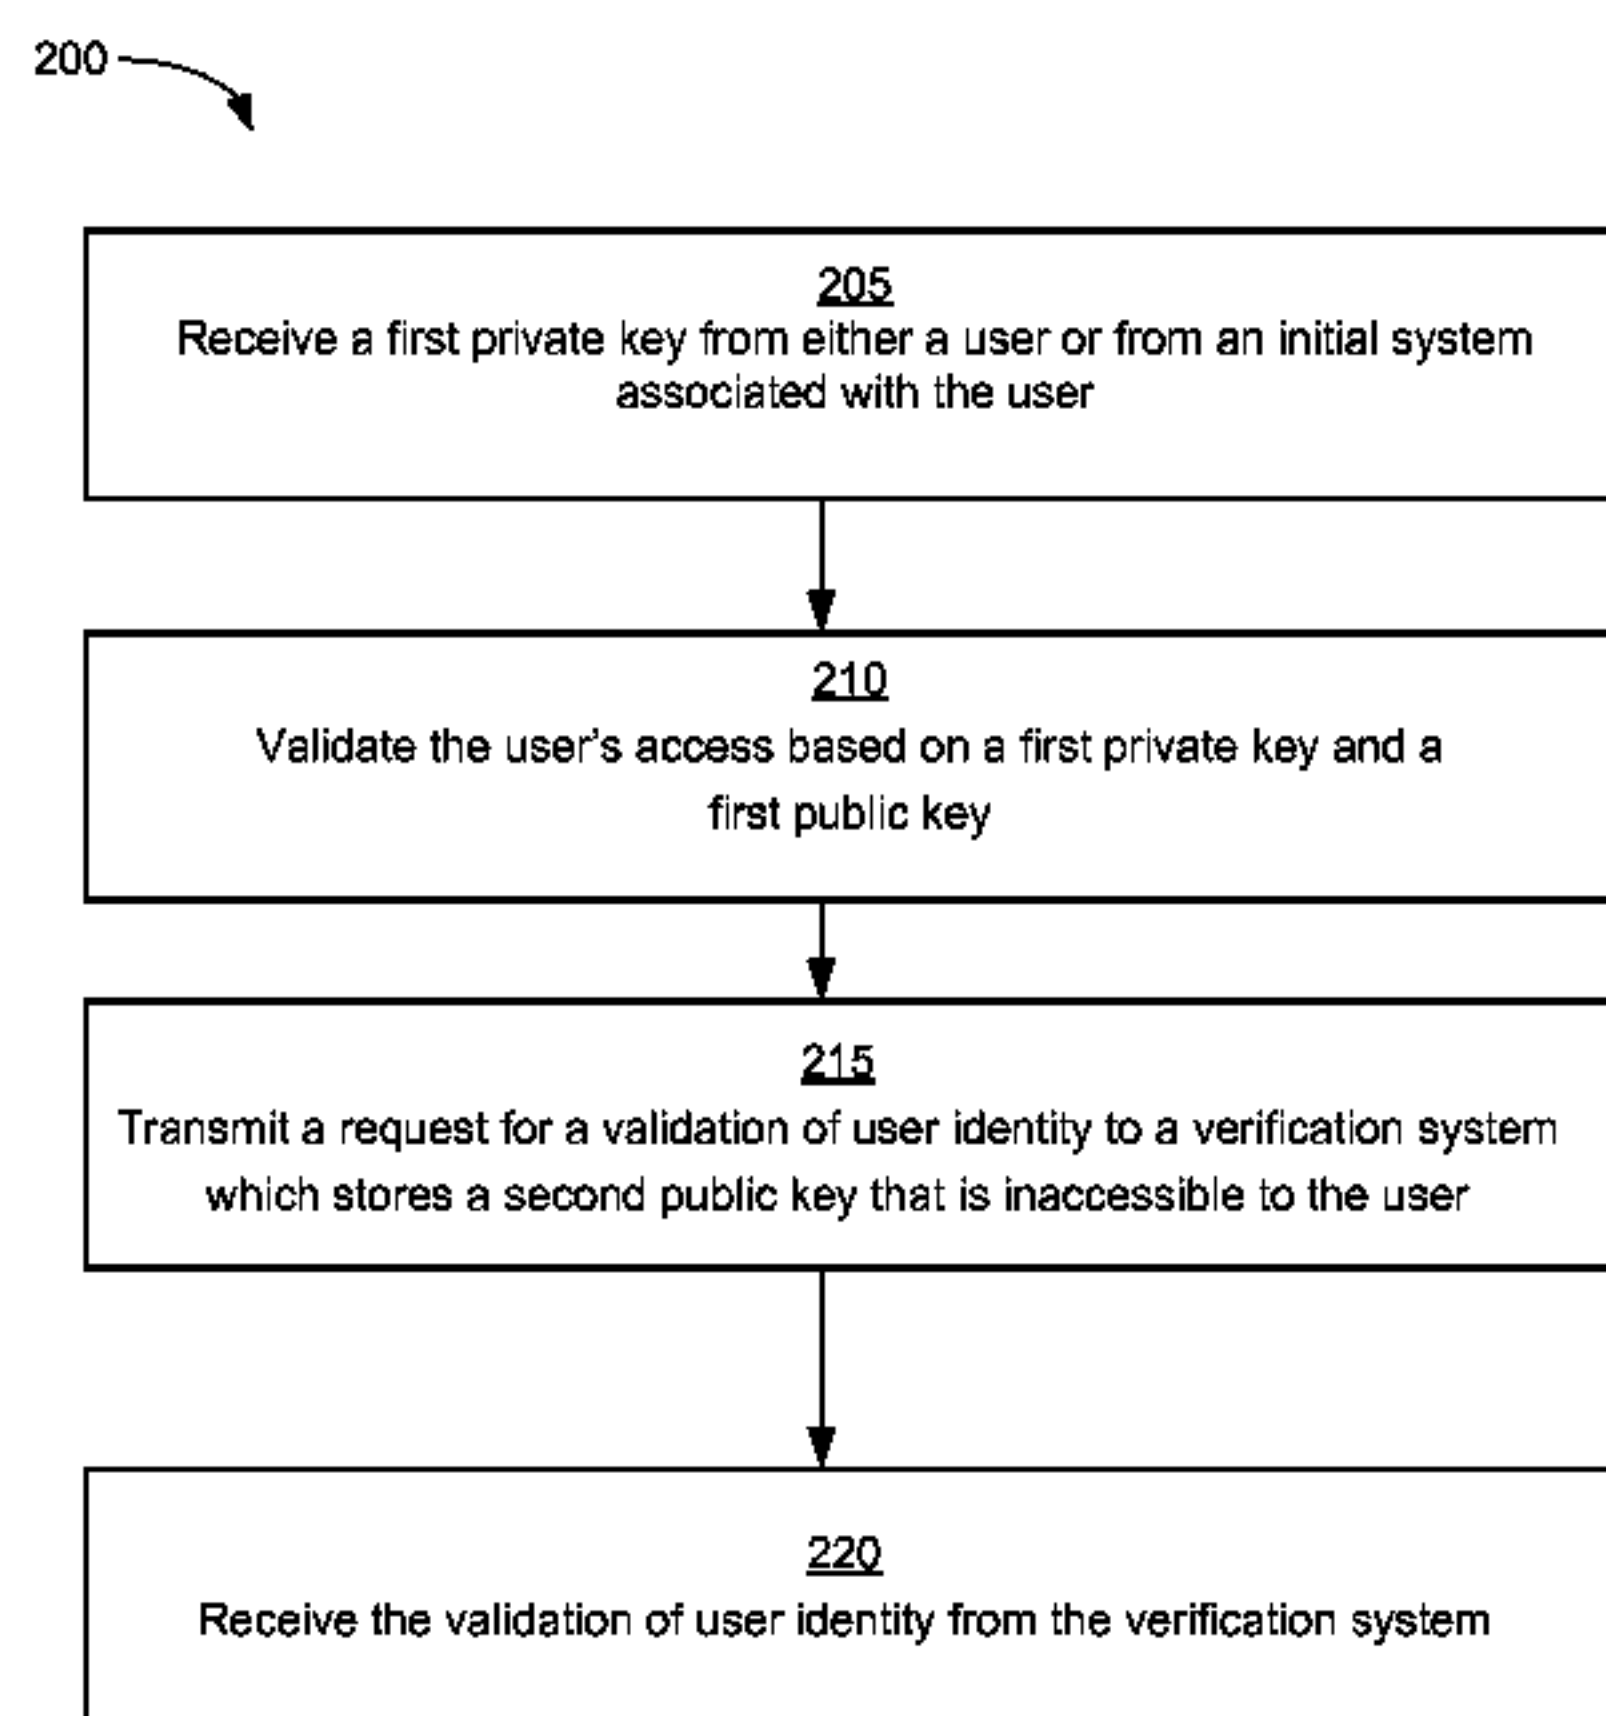 200
205
Receive a first private key from either a user or from an initial system
associated with the user
210
Validate the user's access based on a first private key and a
first public key
215
Transmit a request for a validation of user identity to a verification system
which stores a second public key that is inaccessible to the user
220
Receive the validation of user identity from the verification system